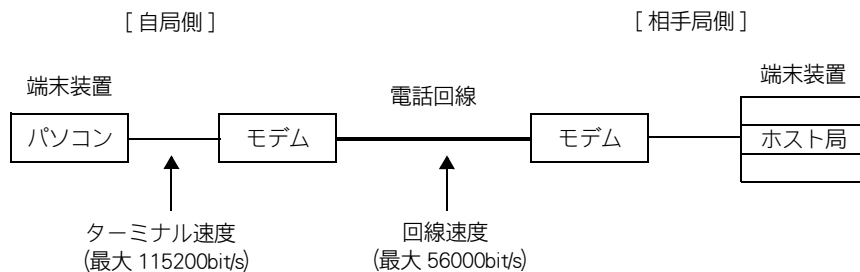 [ 自局側 ]
[ 相手局側 ]
端末装置
電話回線
端末装置
パソコン
モデム
モデム
ホスト局
ターミナル速度
(最大 115200bit/s)
回線速度
(最大 56000bit/s)